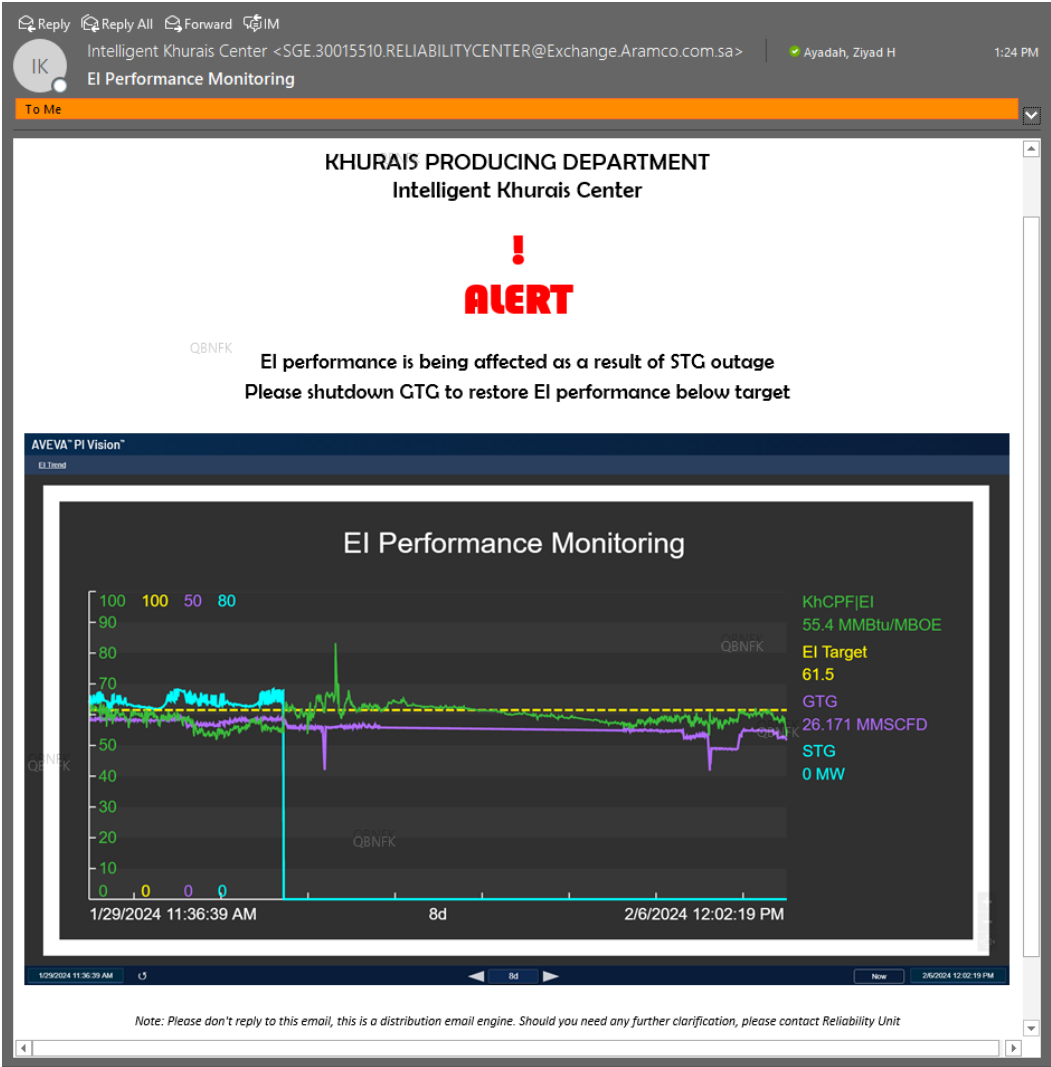 Reply Reply All Forward IM
Intelligent Khurais Center <SGE.30015510.RELIABILITYCENTER@Exchange.Aramco.com.sa> Ayadah, Ziyad H 1:24 PM
IK
EI Performance Monitoring
To Me
KHURAIS PRODUCING DEPARTMENT
Intelligent Khurais Center
!
ALERT
QBNFK
EI performance is being affected as a result of STG outage
Please shutdown GTG to restore EI performance below target
AVEVA™ PI Vision™
EI Trend
EI Performance Monitoring
100 100 50 80
90
80
70
60
50
40
30
20
10
0 0 0 0
1/29/2024 11:36:39 AM 8d 2/6/2024 12:02:19 PM
KhCPF|EI
55.4 MMBtu/MBOE
EI Target
61.5
GTG
26.171 MMSCFD
STG
0 MW
QBNFK
QBNFK
QBNFK
QBNFK
1/29/2024 11:36:39 AM 8d Now 2/6/2024 12:02:19 PM
Note: Please don't reply to this email, this is a distribution email engine. Should you need any further clarification, please contact Reliability Unit